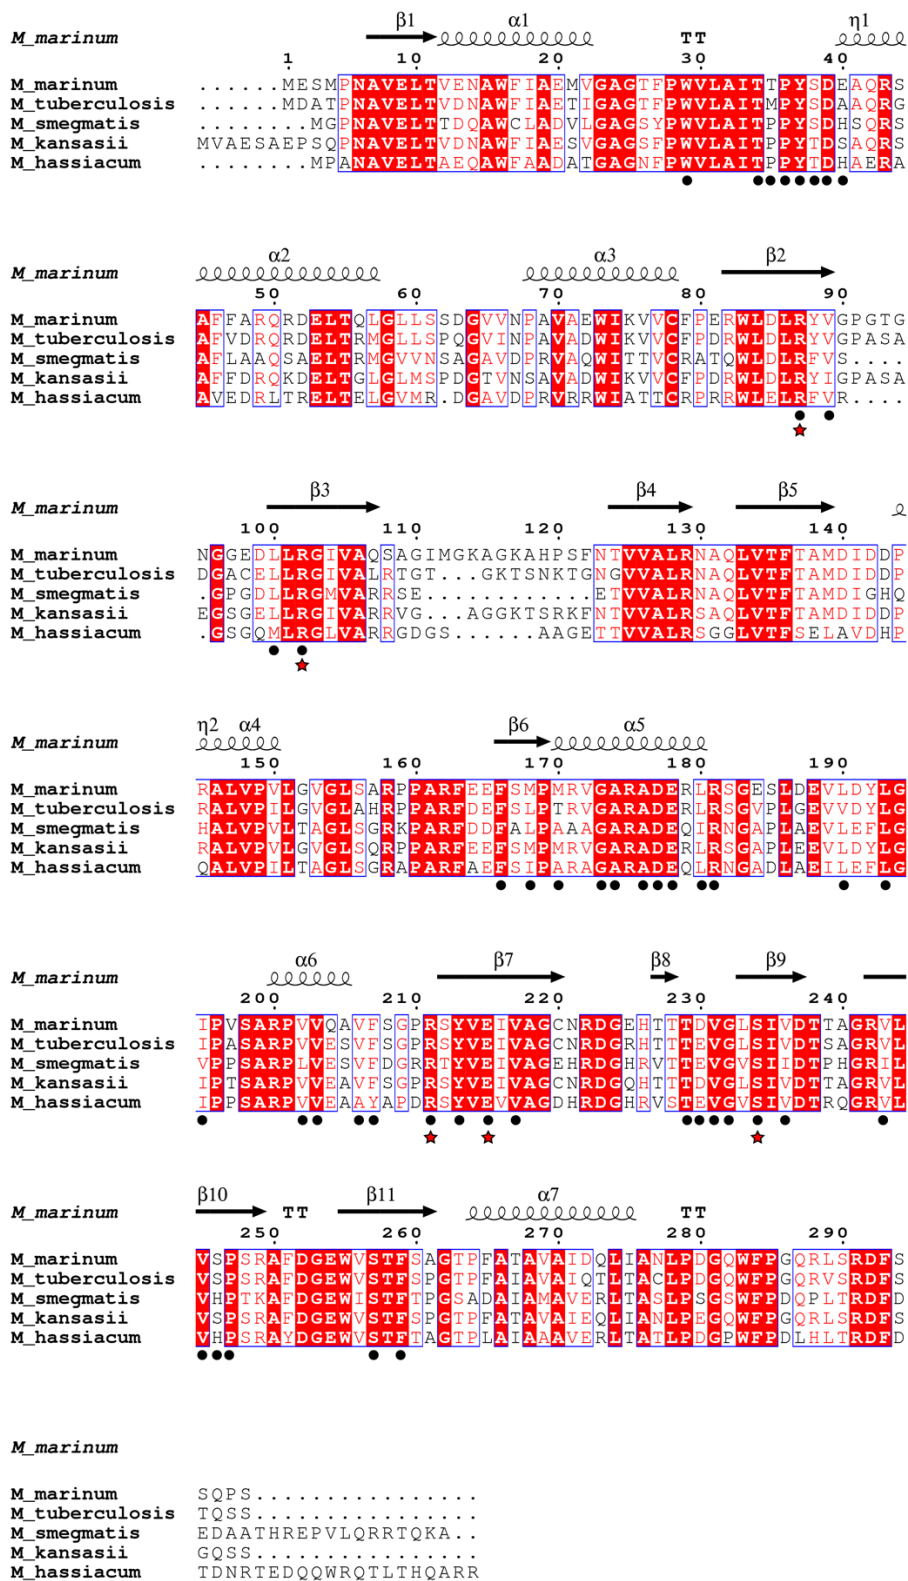 β1 α1 η1
M_marinum TT
1 10 20 30 40
M_marinum ......MESMPNAVELTVENAWFIAEMVGAGTFPWVLAITTPYSDEAQRS
M_tuberculosis ......MDATPNAVELTVDNAWFIAETIGAGTFPWVLAITMPYSDAAQRG
M_smegmatis ........MGPNAVELTTDQAWCLADVLGAGSYPWVLAITPPYSDHSQRS
M_kansasii MVAESAEPSQPNAVELTVDNAWFIAESVGAGTFPWVLAITPPYSDSAQRS
M_hassiacum ........MPANAVELTAEQAWFAADATGAGNFPWVLAITPPYTDHAERA
α2 α3 β2
M_marinum
50 60 70 80 90
M_marinum AFFARQRDELTQLGLLSSDGVVNPAVAEWIKVVCFPERWLDLRYVGPGTG
M_tuberculosis AFVDRQRDELTRMGLLSPQGVINPAVADWIKVVCFPDRWLDLRYVGPASA
M_smegmatis AFLAAQSAELTRMGVVNSAGAVDPRVAQWITTVCRATQWLDLRFVS....
M_kansasii AFFDRQKDELTGLGLMSPDGTVNSAVADWIKVVCFPDRWLDLRYIGPASA
M_hassiacum AVEDRLTRELTELGVMR.DGAVDPRVRRWIATTCRPRRWLELRFVR....
β3 β4 β5
M_marinum
100 110 120 130 140
M_marinum NGGEDLLRGIVAQSAGIMGKAGKAHPSFNTVVALRNAQLVTFTAMDIDDP
M_tuberculosis DGACELLRGIVALRTGT...GKTSNKTGNGVVALRNAQLVTFTAMDIDDP
M_smegmatis .GPGDLLRGMVARRSE............ETVVALRNAQLVTFTAMDIGHQ
M_kansasii EGSGELLRGIVARRVG...AGGKTSRKFNTVVALRSAQLVTFTAMDIDDP
M_hassiacum .GSGQMLRGLVARRGDGS......AAGETTVVALRSGGLVTFSELAVDHP
η2 α4 β6 α5
M_marinum
150 160 170 180 190
M_marinum RALVPVLGVGLSARPPARFEEFSMPMRVGARADERLRSGESLDEVLDYLG
M_tuberculosis RALVPILGVGLSAHRPARFDEFSLPTRVGARADERLRSGVPLGEVVDYLG
M_smegmatis HALVPVLTAGLSGRKPARFDDFALPAAAGARADEQIRNGAPLAEVLEFLG
M_kansasii RALVPVLGVGLSQRPPARFEEFSMPMRVGARADERLRSGAPLEEVLDYLG
M_hassiacum QALVPILTAGLSGRAPARFAEFSIPARAGARADEQLRNGADLAEILEFLG
α6 β7 β8 β9
M_marinum
200 210 220 230 240
M_marinum IPVSARPVVQAVFSGPRSYVEIVAGCNRDGEHTTTDVGLSIVDTTAGRVL
M_tuberculosis IPASARPVVESVFSGPRSYVEIVAGCNRDGRHTTTEVGLSIVDTSAGRVL
M_smegmatis VPPSARPLVESVFDGRRTYVEIVAGEHRDGHRVTTEVGVSIIDTPHGRIL
M_kansasii IPTSARPVVEAVFSGPRSYVEIVAGCNRDGQHTTTDVGLSIVDTTAGRVL
M_hassiacum IPPSARPVVEAAYAPDRSYVEVVAGDHRDGHRVSTEVGVSIVDTRQGRVL
β10 β11 α7
M_marinum TT TT
250 260 270 280 290
M_marinum VSPSRAFDGEWVSTFSAGTPFATAVAIDQLIANLPDGQWFPGQRLSRDFS
M_tuberculosis VSPSRAFDGEWVSTFSPGTPFAIAVAIQTLTACLPDGQWFPGQRVSRDFS
M_smegmatis VHPTKAFDGEWISTFTPGSADAIAMAVERLTASLPSGSWFPDQPLTRDFD
M_kansasii VSPSRAFDGEWVSTFSPGTPFATAVAIEQLIANLPEGQWFPGQRLSRDFS
M_hassiacum VHPSRAYDGEWVSTFTAGTPLAIAAAVERLTATLPDGPWFPDLHLTRDFD
M_marinum
M_marinum SQPS................
M_tuberculosis TQSS................
M_smegmatis EDAATHREPVLQRRTQKA..
M_kansasii GQSS................
M_hassiacum TDNRTEDQQWRQTLTHQARR